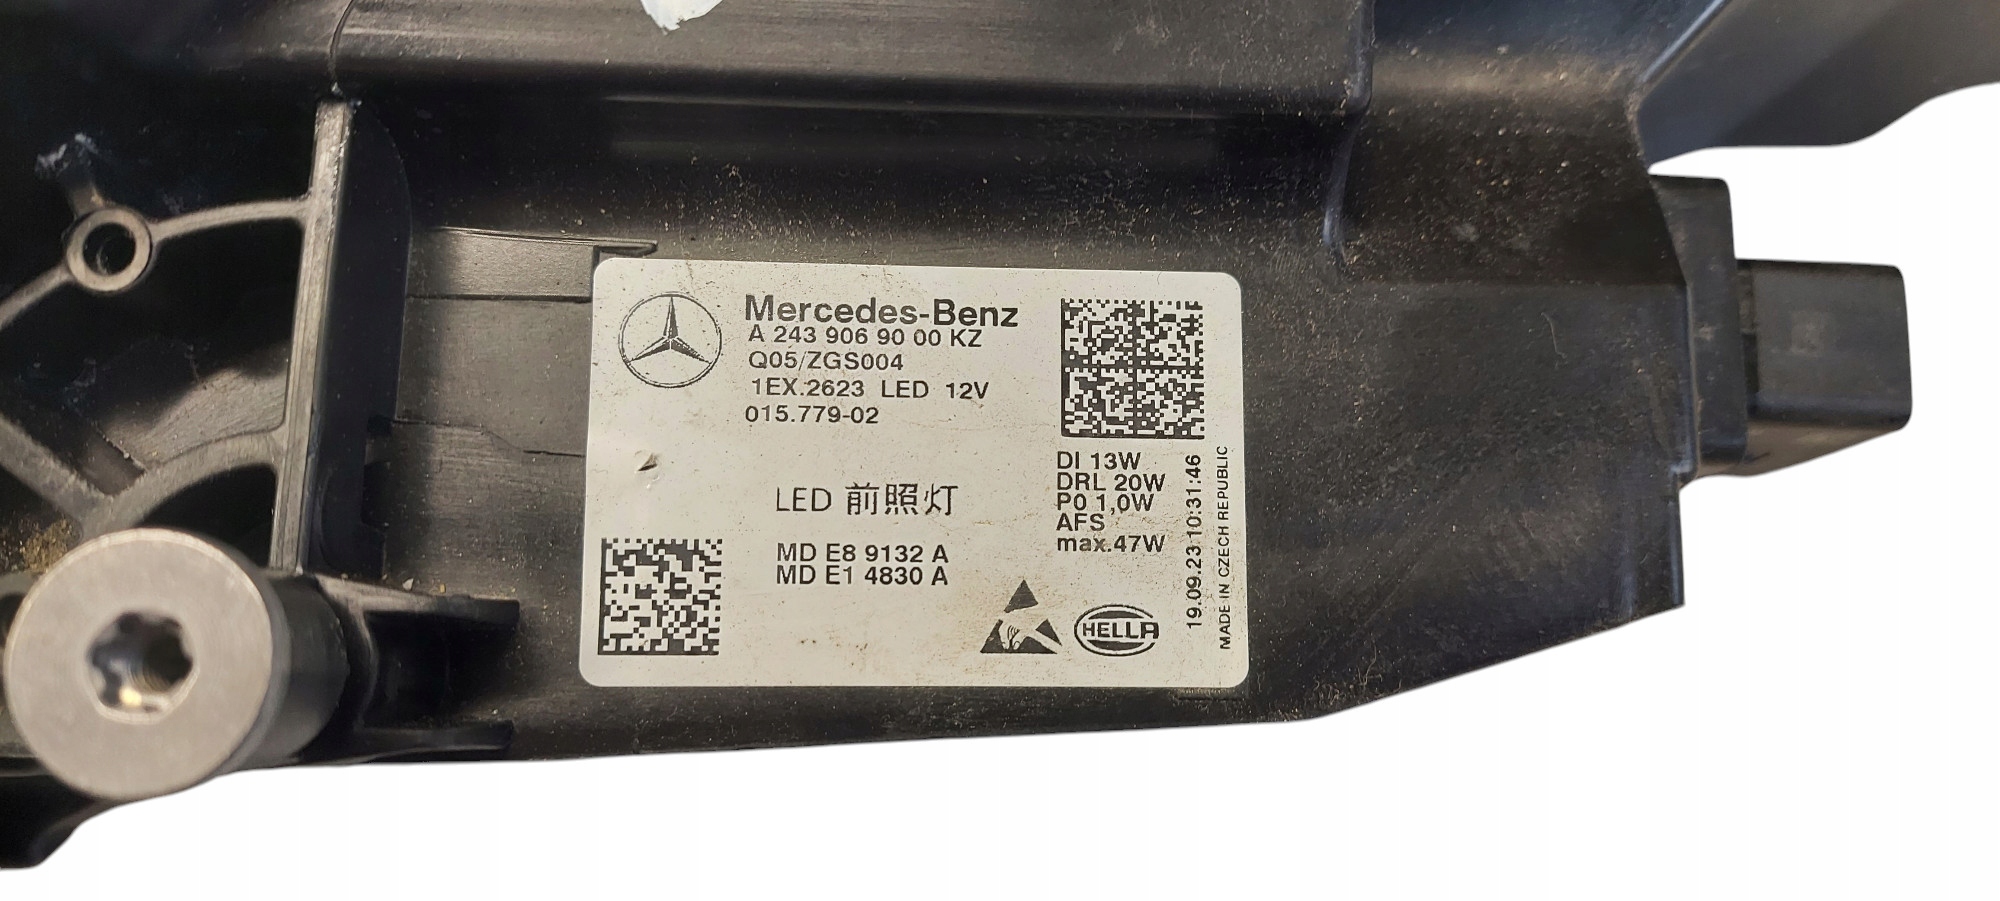 Mercedes-Benz
A 243 906 90 00 KZ
Q05/ZGS004
1EX.2623 LED 12V
015.779-02
LED 前照灯
MD E8 9132 A
MD E1 4830 A
DI 13W
DRL 20W
P0 1,0W
AFS
max.47W
HELLA
19.09.23 10:31:46
MADE IN CZECH REPUBLIC